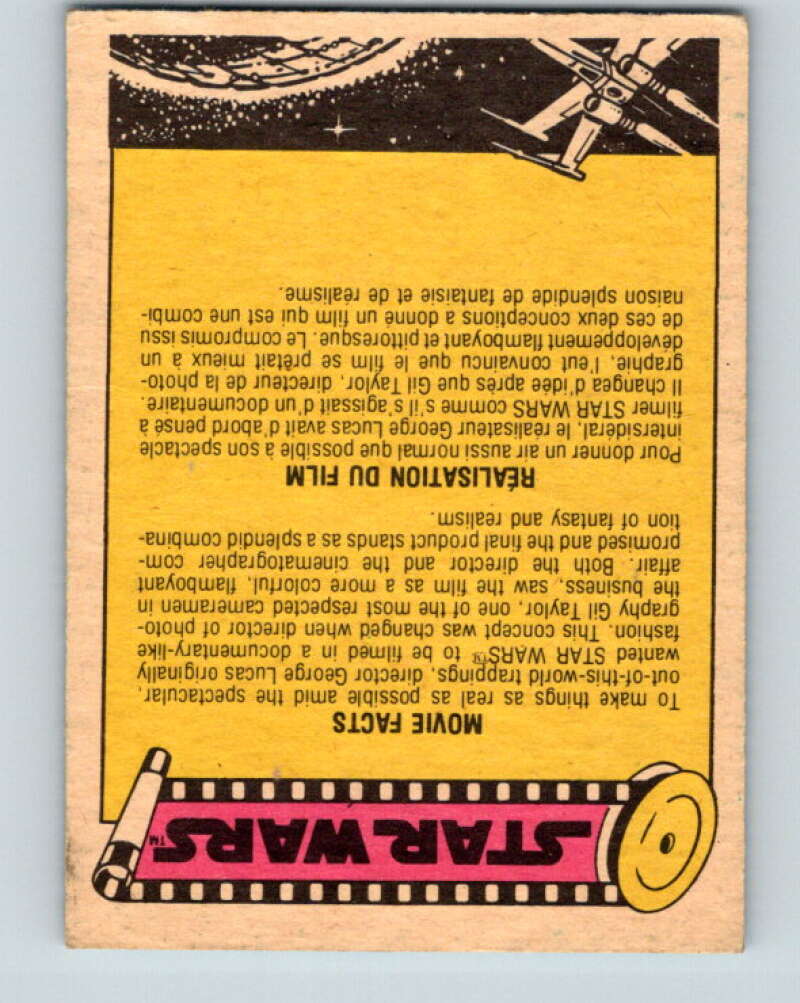 STAR WARS™
MOVIE FACTS
To make things as real as possible amid the spectacular,
out-of-this-world trappings, director George Lucas originally
wanted STAR WARS™ to be filmed in a documentary-like
fashion. This concept was changed when director of photo-
graphy Gil Taylor, one of the most respected cameramen in
the business, saw the film as a more colorful, flamboyant
affair. Both the director and the cinematographer com-
promised and the final product stands as a splendid combina-
tion of fantasy and realism.
RÉALISATION DU FILM
Pour donner un air aussi normal que possible à son spectacle
intersidéral, le réalisateur George Lucas avait d'abord pensé à
filmer STAR WARS comme s'il s'agissait d'un documentaire.
Il changea d'idée après que Gil Taylor, directeur de la photo-
graphie, l'eut convaincu que le film se prêtait mieux à un
développement flamboyant et pittoresque. Le compromis issu
de ces deux conceptions a donné un film qui est une combi-
naison splendide de fantaisie et de réalisme.